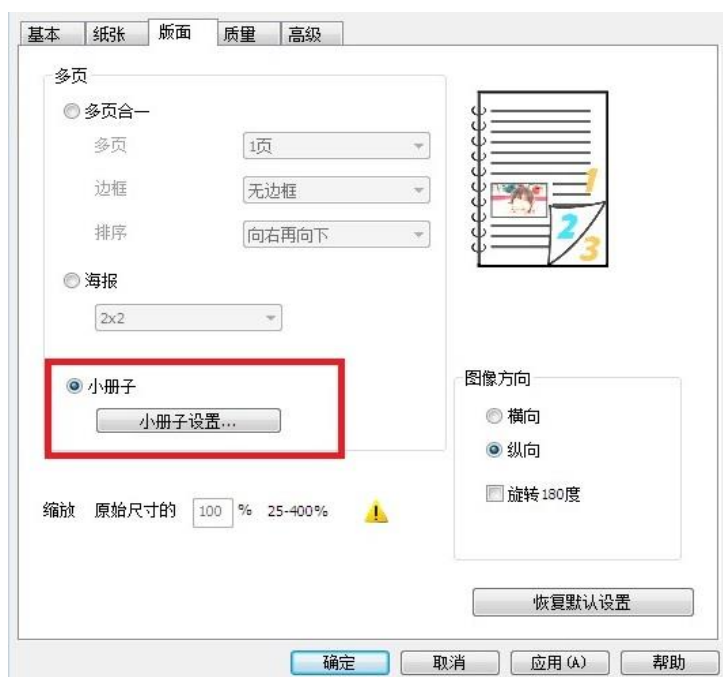 基本 纸张 版面 质量 高级
多页
多页合一
多页 1页
边框 无边框
排序 向右再向下
海报
2x2
小册子
小册子设置...
1
2
3
图像方向
横向
纵向
旋转180度
缩放 原始尺寸的 100 % 25-400%
恢复默认设置
确定 取消 应用(A) 帮助